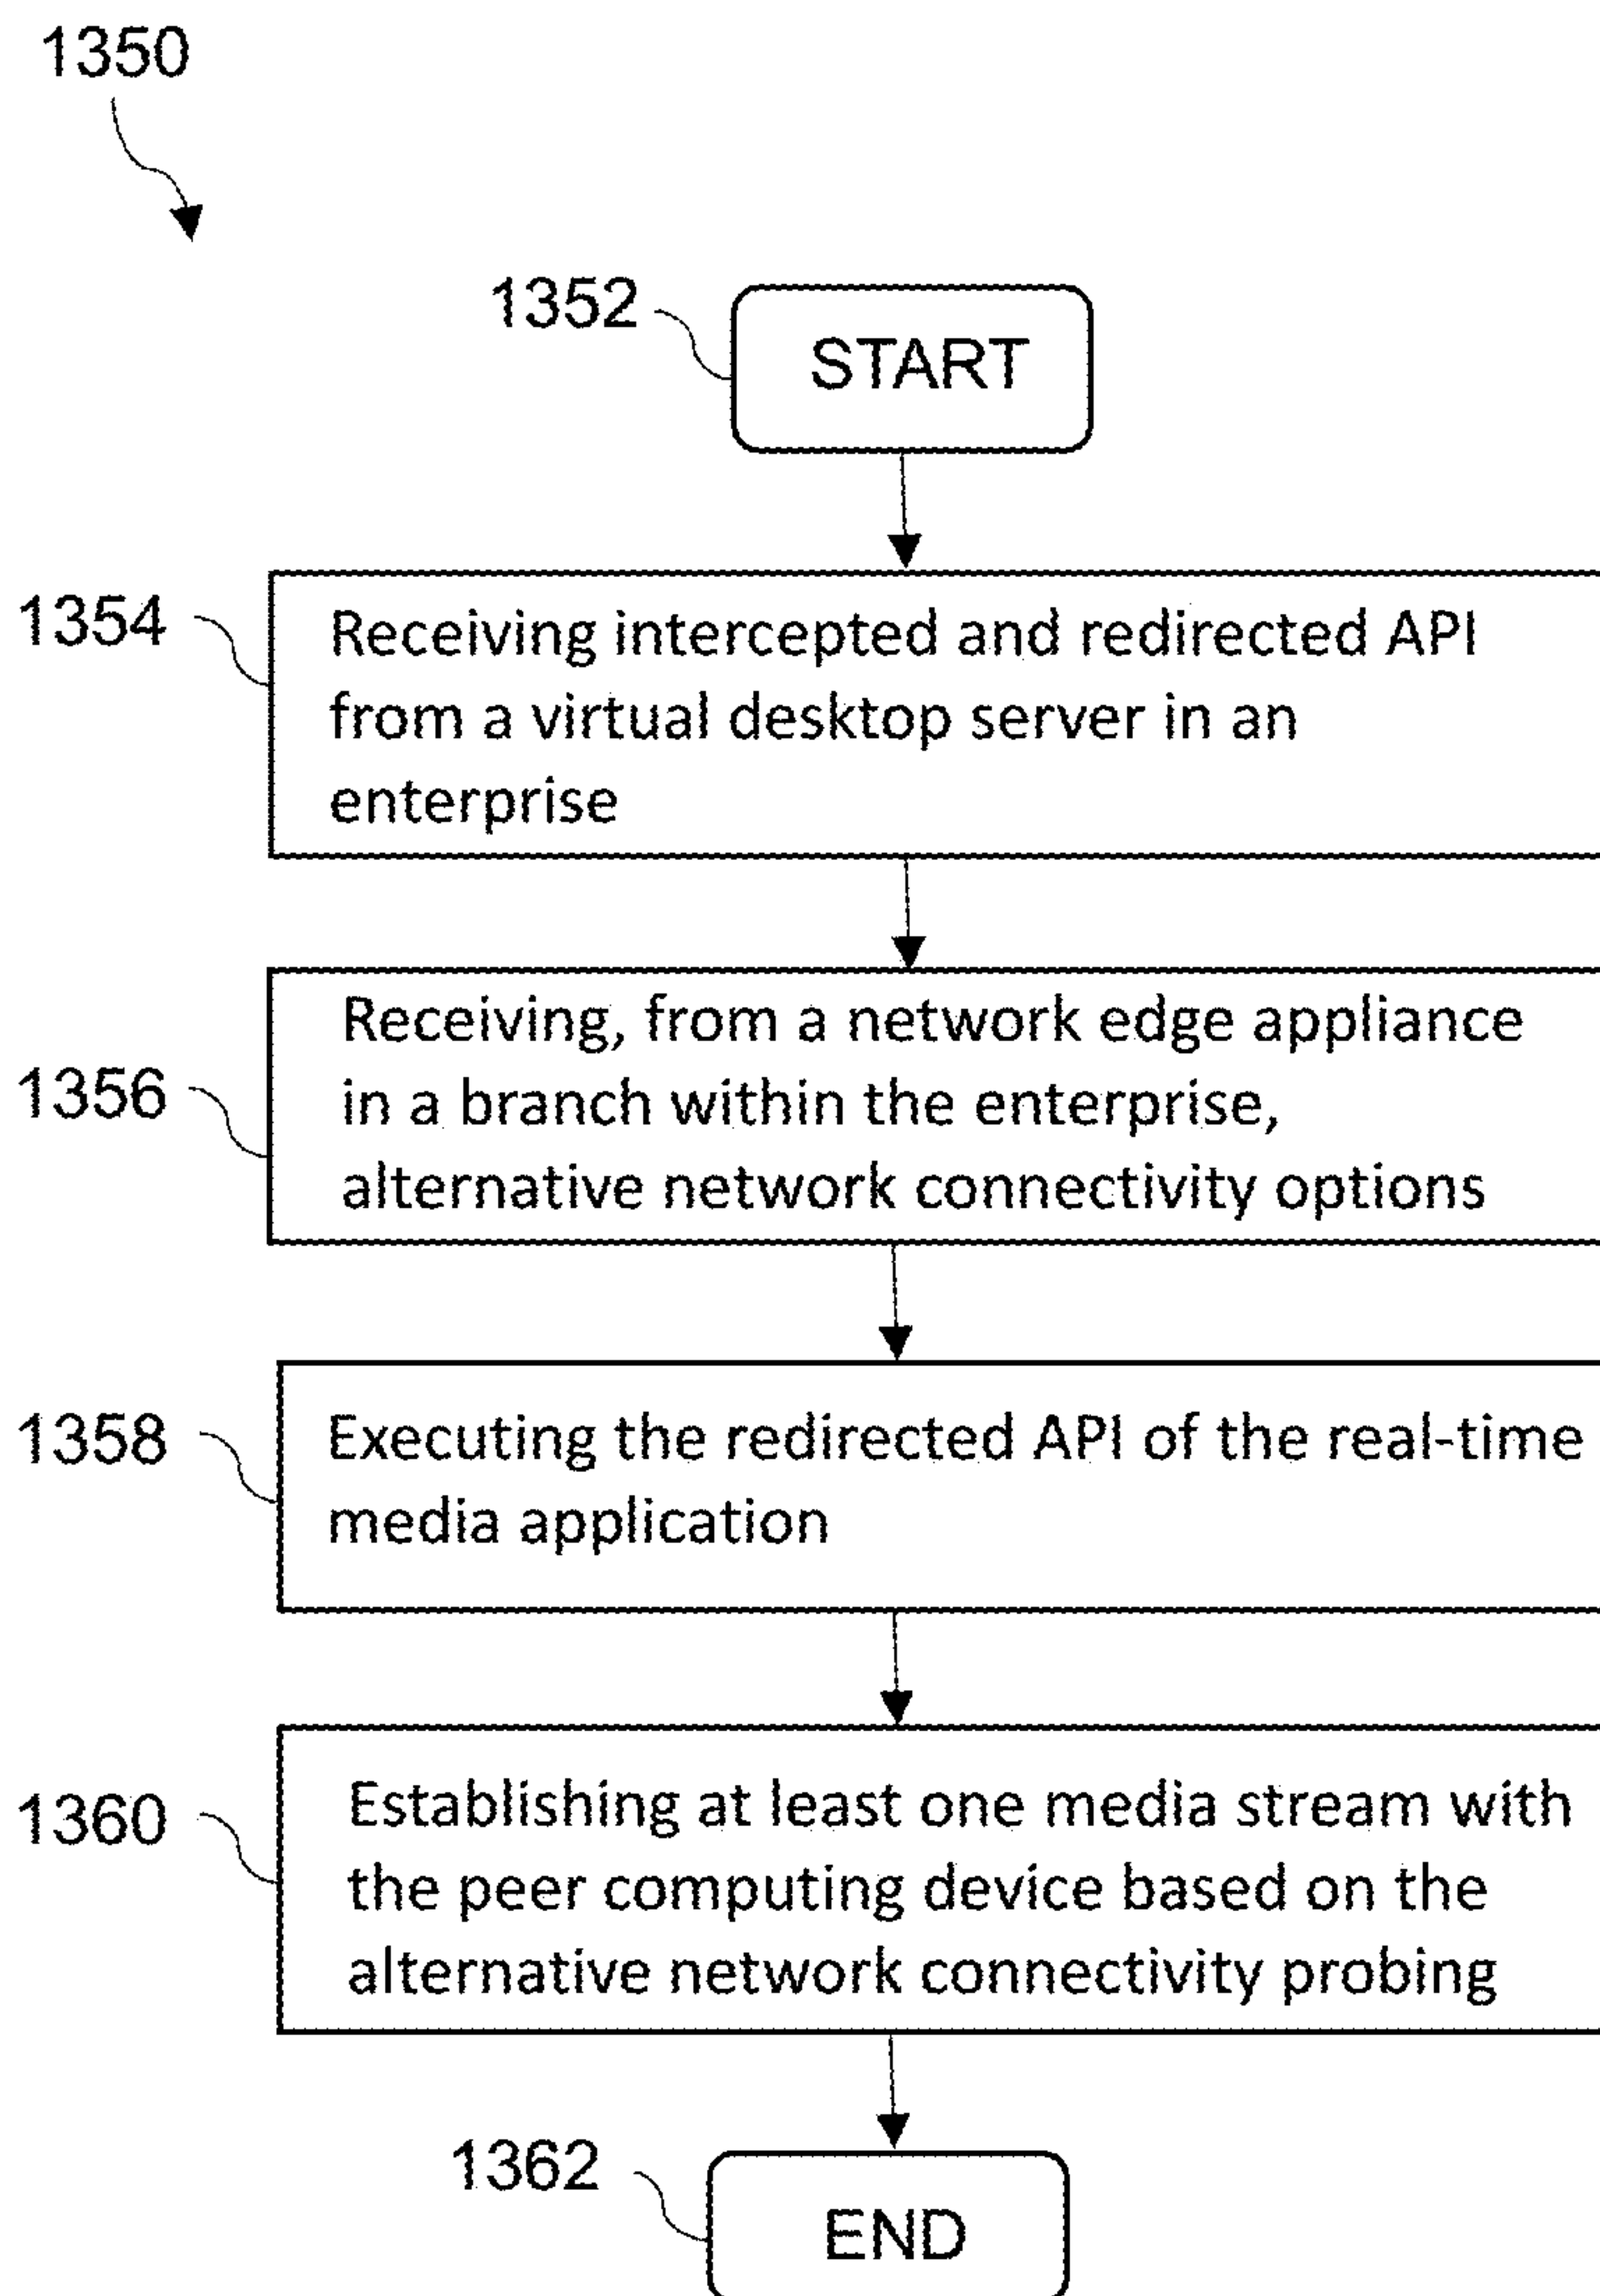 1350
1352
START
1354
Receiving intercepted and redirected API
from a virtual desktop server in an
enterprise
1356
Receiving, from a network edge appliance
in a branch within the enterprise,
alternative network connectivity options
1358
Executing the redirected API of the real-time
media application
1360
Establishing at least one media stream with
the peer computing device based on the
alternative network connectivity probing
1362
END